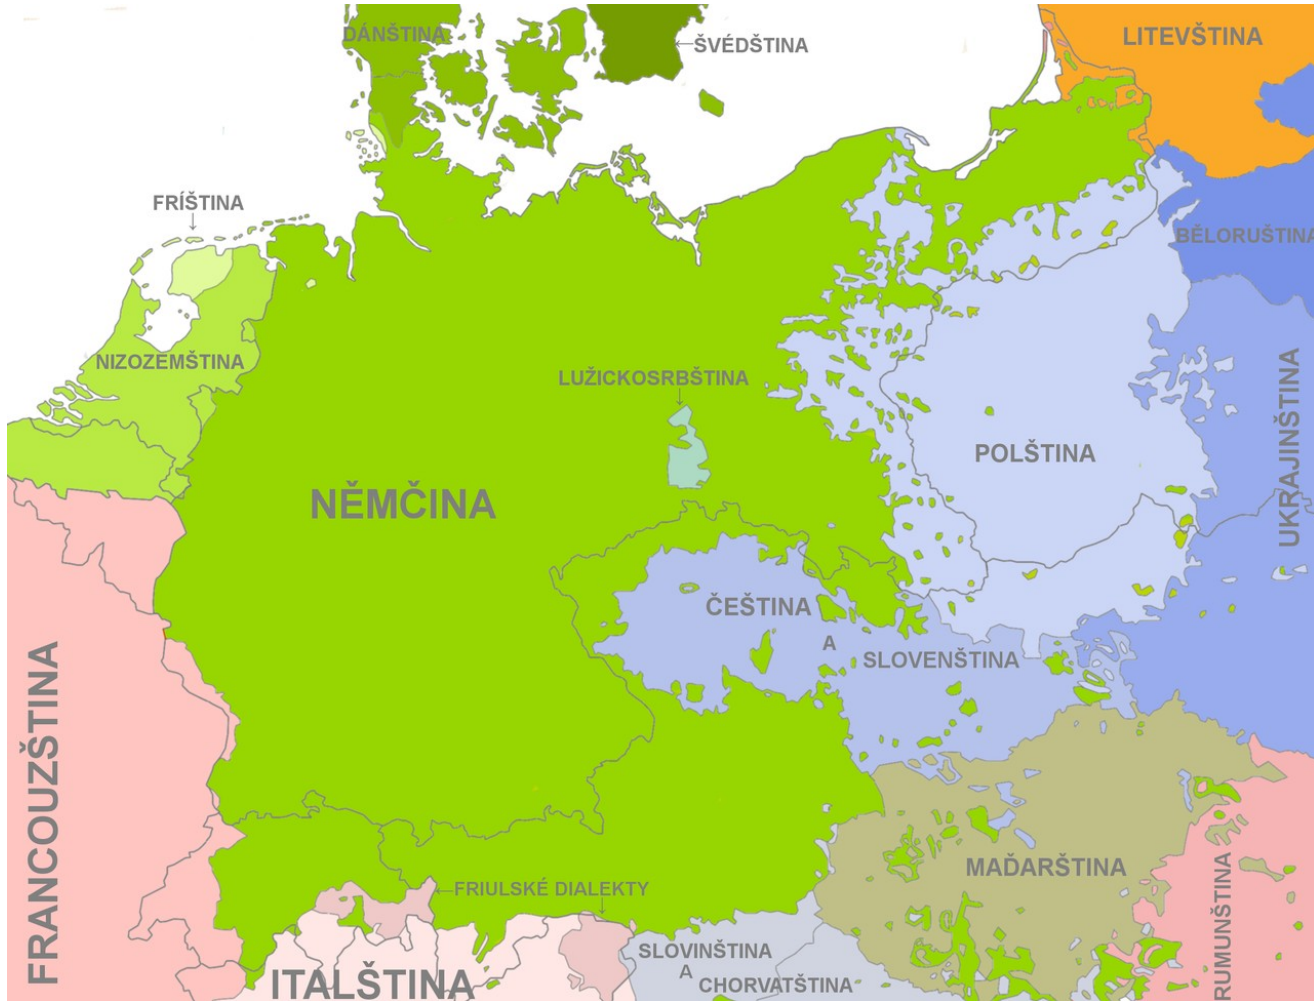 DÁNŠTINA
←ŠVÉDŠTINA
LITEVŠTINA
FRÍŠTINA
BĚLORUŠTINA
NIZOZEMŠTINA
LUŽICKOSRBŠTINA
UKRAJINŠTINA
POLŠTINA
NĚMČINA
ČEŠTINA
A
SLOVENŠTINA
FRANCOUZŠTINA
MAĎARŠTINA
←FRIULSKÉ DIALEKTY
RUMUNŠTINA
SLOVINŠTINA
A
CHORVATŠTINA
ITALŠTINA